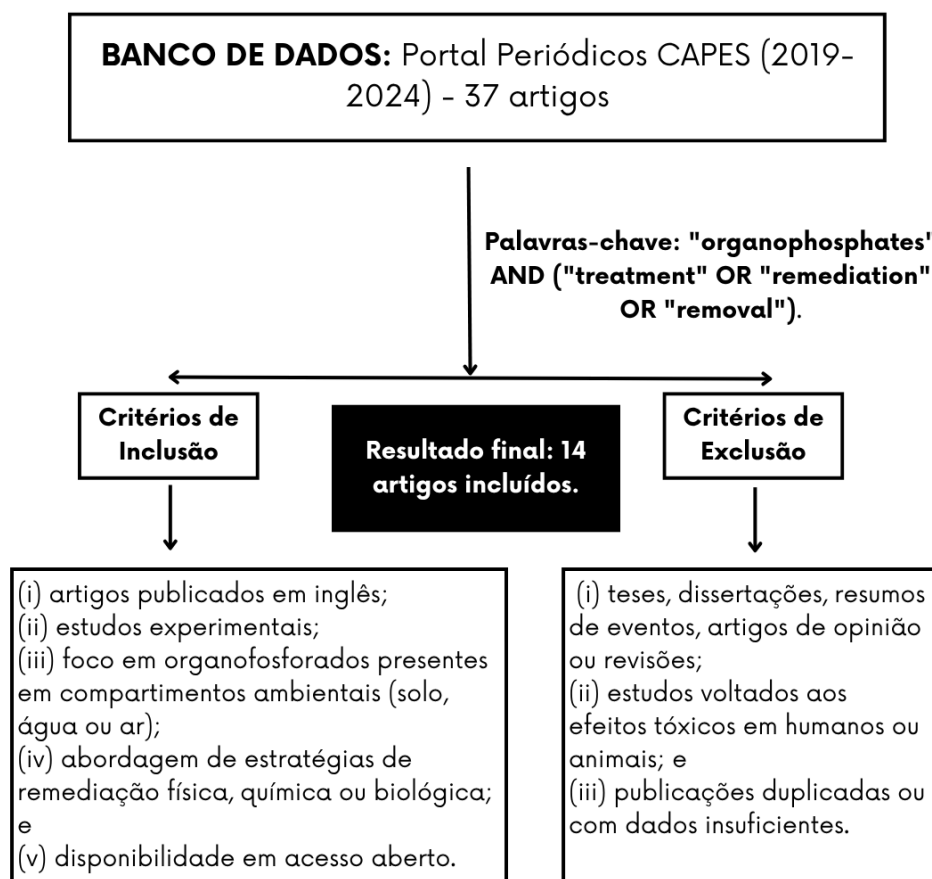 BANCO DE DADOS: Portal Periódicos CAPES (2019-
2024) - 37 artigos
Palavras-chave: "organophosphates"
AND ("treatment" OR "remediation"
OR "removal").
Critérios de
Inclusão
Resultado final: 14
artigos incluídos.
Critérios de
Exclusão
(i) artigos publicados em inglês;
(ii) estudos experimentais;
(iii) foco em organofosforados presentes
em compartimentos ambientais (solo,
água ou ar);
(iv) abordagem de estratégias de
remediação física, química ou biológica;
e
(v) disponibilidade em acesso aberto.
(i) teses, dissertações, resumos
de eventos, artigos de opinião
ou revisões;
(ii) estudos voltados aos
efeitos tóxicos em humanos ou
animais; e
(iii) publicações duplicadas ou
com dados insuficientes.